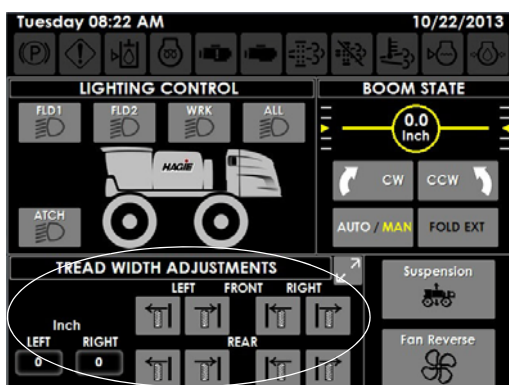 Tuesday 08:22 AM 10/22/2013
(P)
LIGHTING CONTROL
FLD1 FLD2 WRK ALL
HAGIE
ATCH
BOOM STATE
0.0
Inch
CW CCW
AUTO / MAN FOLD EXT
TREAD WIDTH ADJUSTMENTS
LEFT FRONT RIGHT
Inch
LEFT RIGHT REAR
0 0
Suspension
Fan Reverse